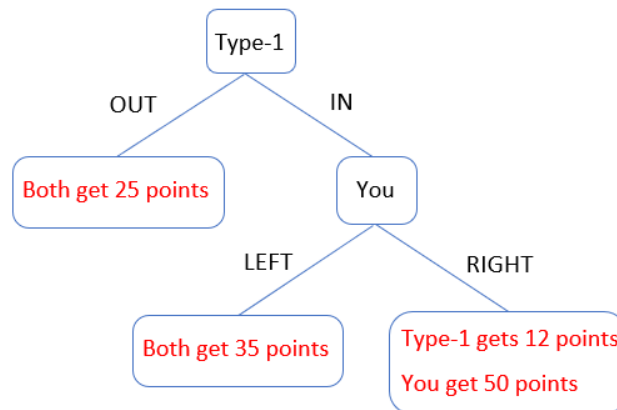 Type-1
OUT
IN
Both get 25 points
You
LEFT
RIGHT
Both get 35 points
Type-1 gets 12 points
You get 50 points